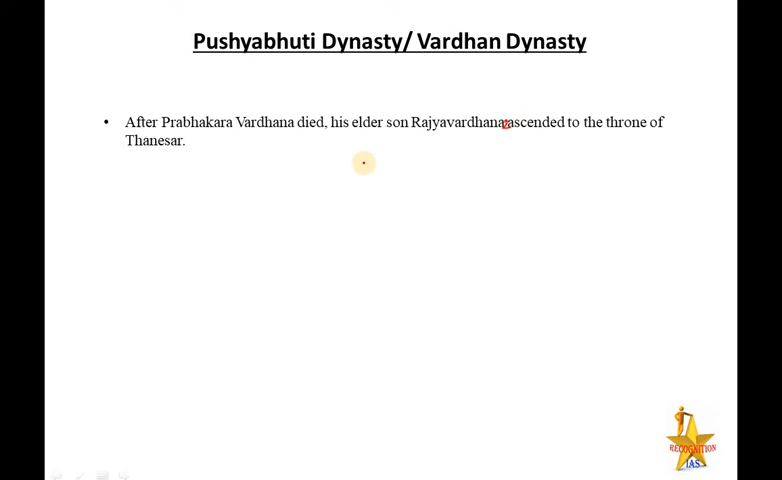 Pushyabhuti Dynasty/ Vardhan Dynasty
• After Prabhakara Vardhana died, his elder son Rajyavardhana ascended to the throne of
Thanesar.
RECOGNITION
IAS